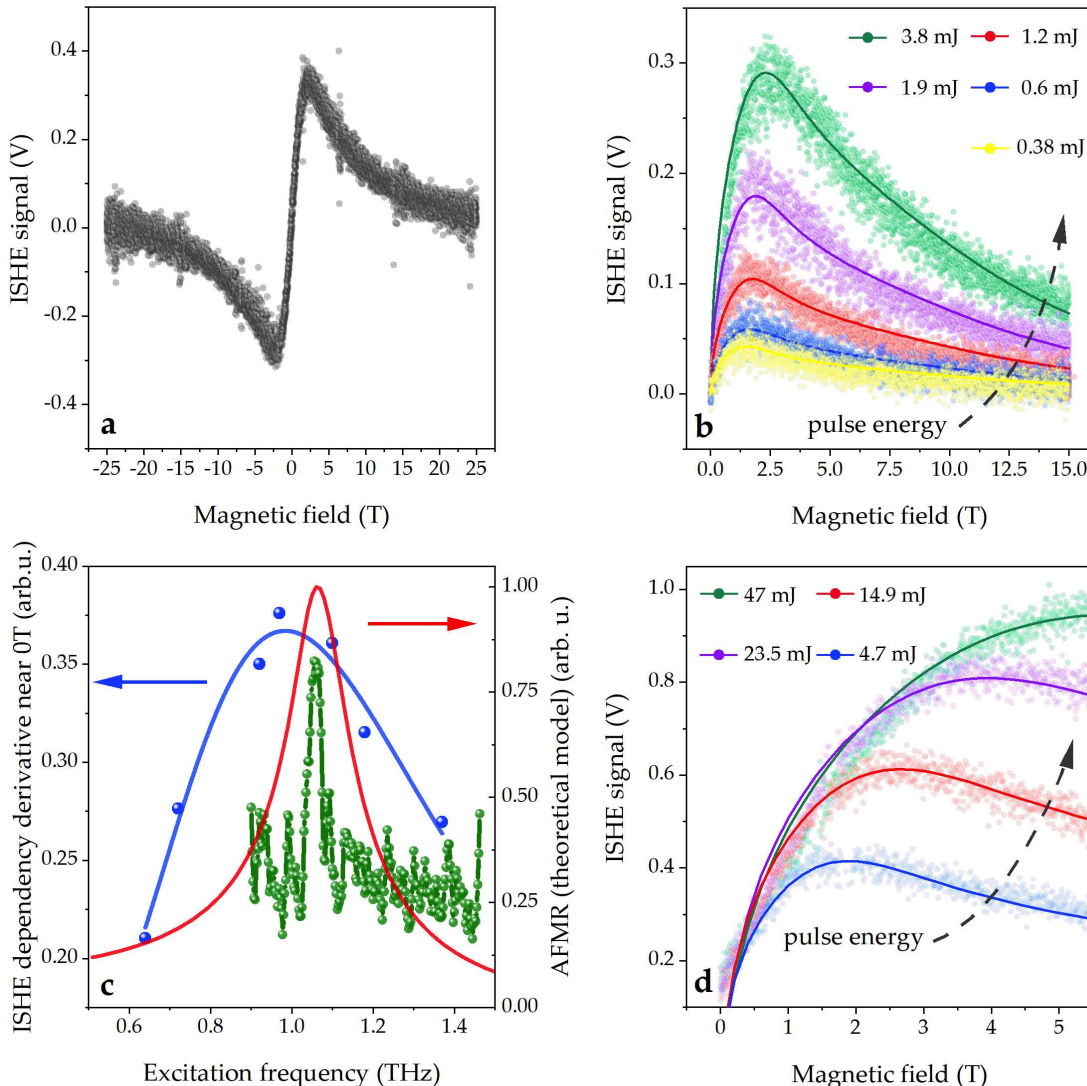 ISHE signal (V)
0.4
0.2
0.0
-0.2
-0.4
a
-25 -20 -15 -10 -5 0 5 10 15 20 25
Magnetic field (T)
ISHE signal (V)
0.3
0.2
0.1
0.0
3.8 mJ 1.2 mJ
1.9 mJ 0.6 mJ
0.38 mJ
pulse energy
b
0.0 2.5 5.0 7.5 10.0 12.5 15.0
Magnetic field (T)
ISHE dependency derivative near 0T (arb.u.)
0.40
0.35
0.30
0.25
0.20
c
0.6 0.8 1.0 1.2 1.4
Excitation frequency (THz)
1.00
0.75
0.50
0.25
0.00
AFMR (theoretical model) (arb. u.)
ISHE signal (V)
1.0
0.8
0.6
0.4
0.2
47 mJ 14.9 mJ
23.5 mJ 4.7 mJ
pulse energy
d
0 1 2 3 4 5
Magnetic field (T)